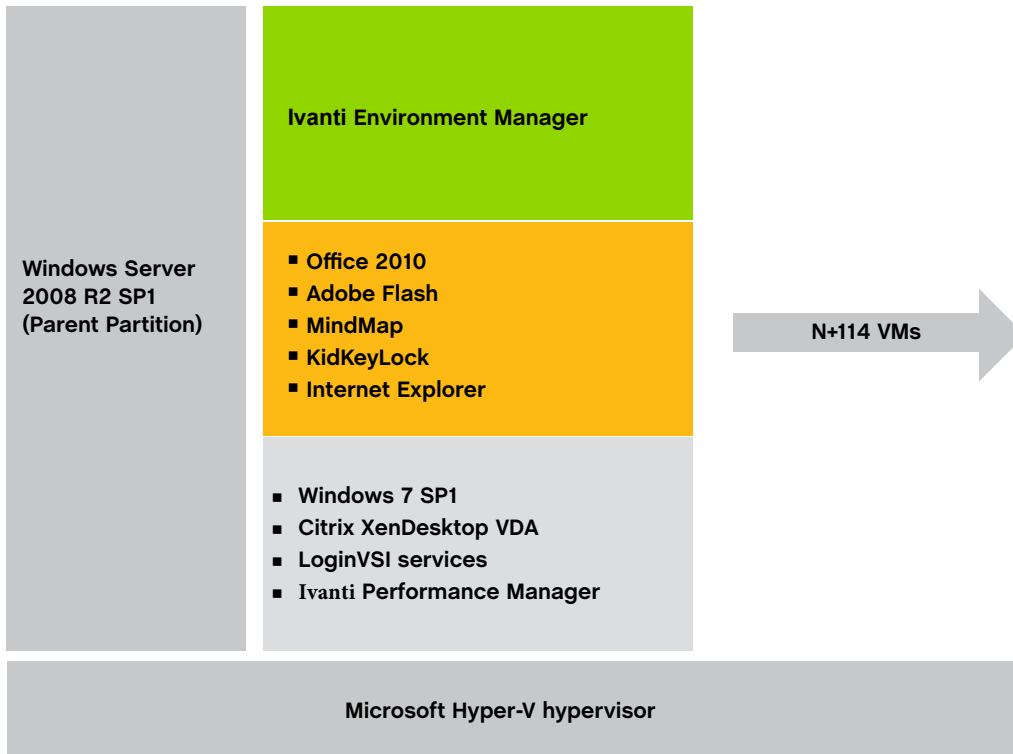 Windows Server
2008 R2 SP1
(Parent Partition)
Ivanti Environment Manager
▪ Office 2010
▪ Adobe Flash
▪ MindMap
▪ KidKeyLock
▪ Internet Explorer
▪ Windows 7 SP1
▪ Citrix XenDesktop VDA
▪ LoginVSI services
▪ Ivanti Performance Manager
N+114 VMs
Microsoft Hyper-V hypervisor